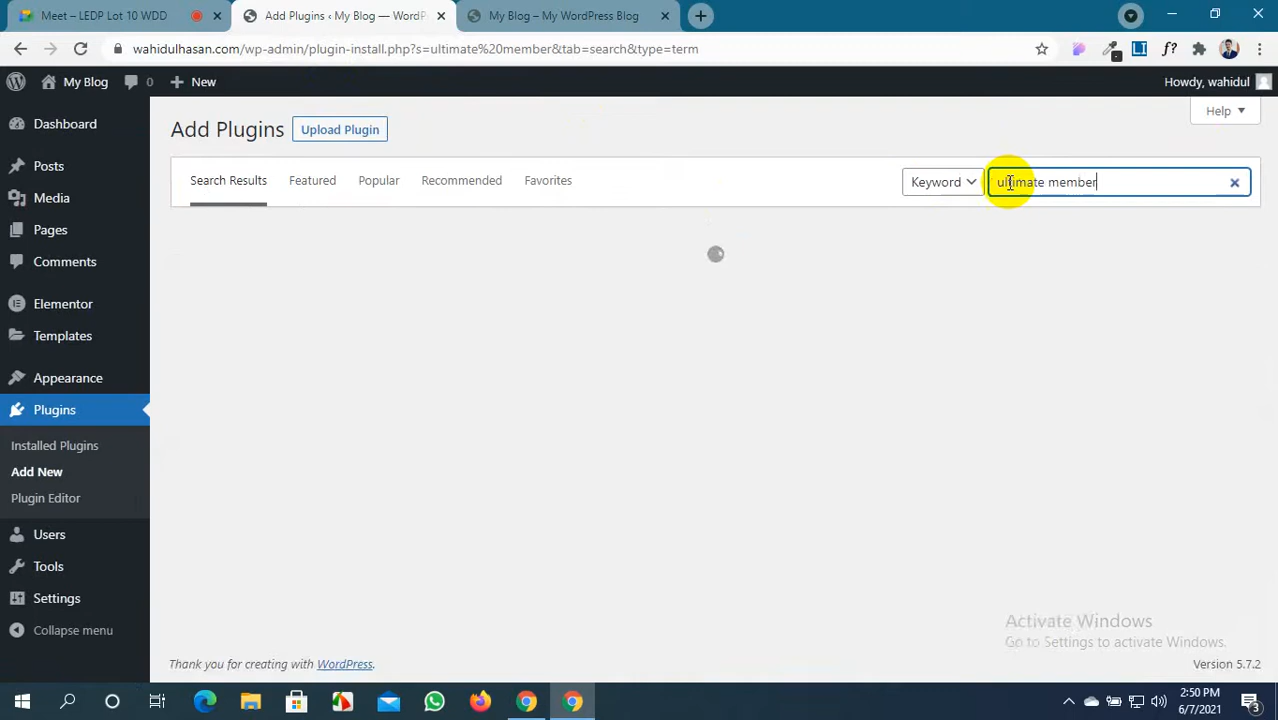 Meet – LEDP Lot 10 WDD
Add Plugins ‹ My Blog — WordP
My Blog – My WordPress Blog
wahidulhasan.com/wp-admin/plugin-install.php?s=ultimate%20member&tab=search&type=term
My Blog
0
New
Howdy, wahidul
Dashboard
Posts
Media
Pages
Comments
Elementor
Templates
Appearance
Plugins
Installed Plugins
Add New
Plugin Editor
Users
Tools
Settings
Collapse menu
Add Plugins
Upload Plugin
Help
Search Results
Featured
Popular
Recommended
Favorites
Keyword
ultimate member
Activate Windows
Go to Settings to activate Windows.
Thank you for creating with WordPress.
Version 5.7.2
2:50 PM
6/7/2021
3